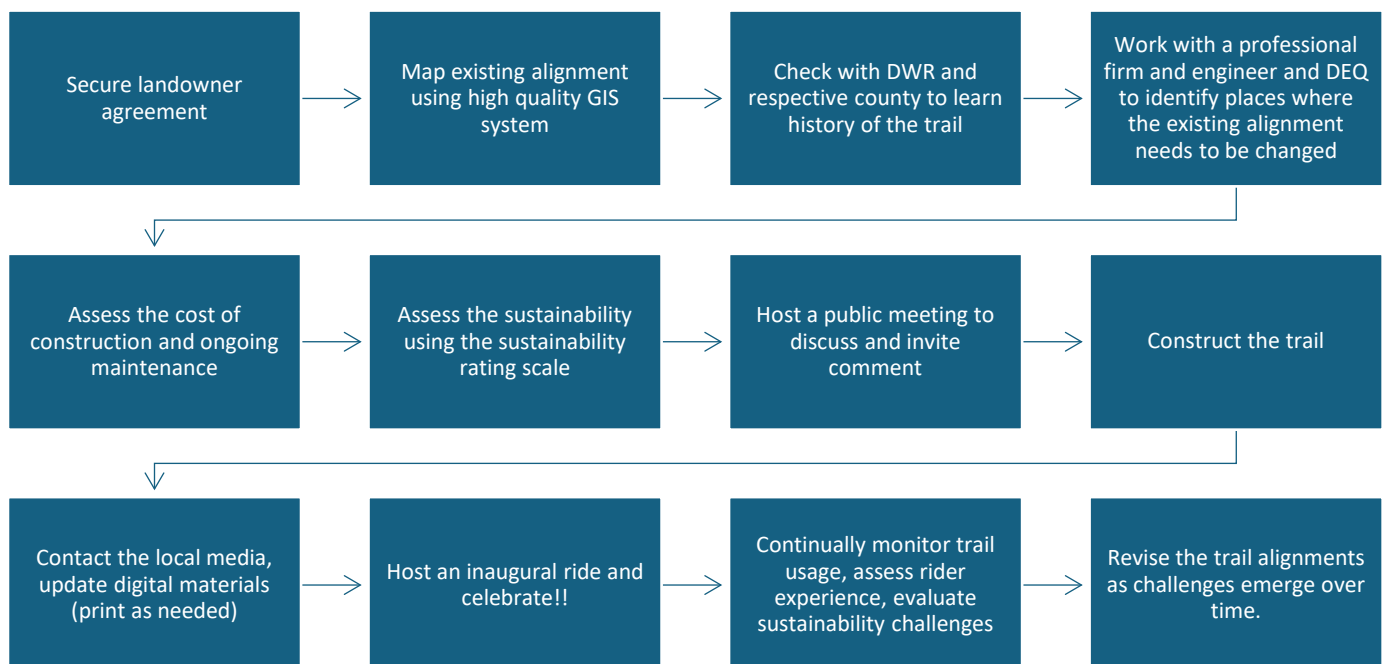 Secure landowner
agreement
Map existing alignment
using high quality GIS
system
Check with DWR and
respective county to learn
history of the trail
Work with a professional
firm and engineer and DEQ
to identify places where
the existing alignment
needs to be changed
Assess the cost of
construction and ongoing
maintenance
Assess the sustainability
using the sustainability
rating scale
Host a public meeting to
discuss and invite
comment
Construct the trail
Contact the local media,
update digital materials
(print as needed)
Host an inaugural ride and
celebrate!!
Continually monitor trail
usage, assess rider
experience, evaluate
sustainability challenges
Revise the trail alignments
as challenges emerge over
time.